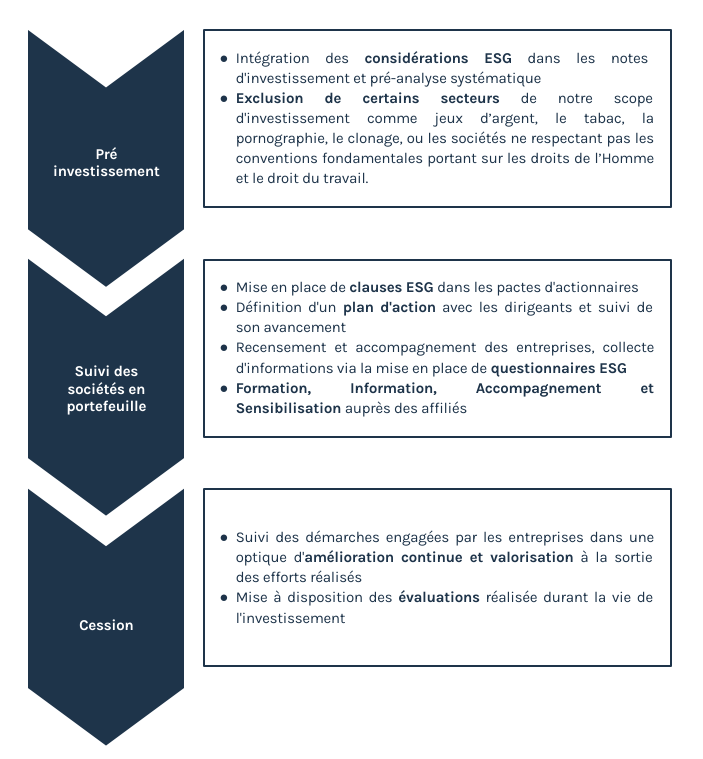 Pré
investissement
● Intégration des considérations ESG dans les notes
d'investissement et pré-analyse systématique
● Exclusion de certains secteurs de notre scope
d'investissement comme jeux d’argent, le tabac, la
pornographie, le clonage, ou les sociétés ne respectant pas les
conventions fondamentales portant sur les droits de l’Homme
et le droit du travail.
Suivi des
sociétés en
portefeuille
● Mise en place de clauses ESG dans les pactes d'actionnaires
● Définition d'un plan d'action avec les dirigeants et suivi de
son avancement
● Recensement et accompagnement des entreprises, collecte
d'informations via la mise en place de questionnaires ESG
● Formation, Information, Accompagnement et
Sensibilisation auprès des affiliés
Cession
● Suivi des démarches engagées par les entreprises dans une
optique d'amélioration continue et valorisation à la sortie
des efforts réalisés
● Mise à disposition des évaluations réalisée durant la vie de
l'investissement